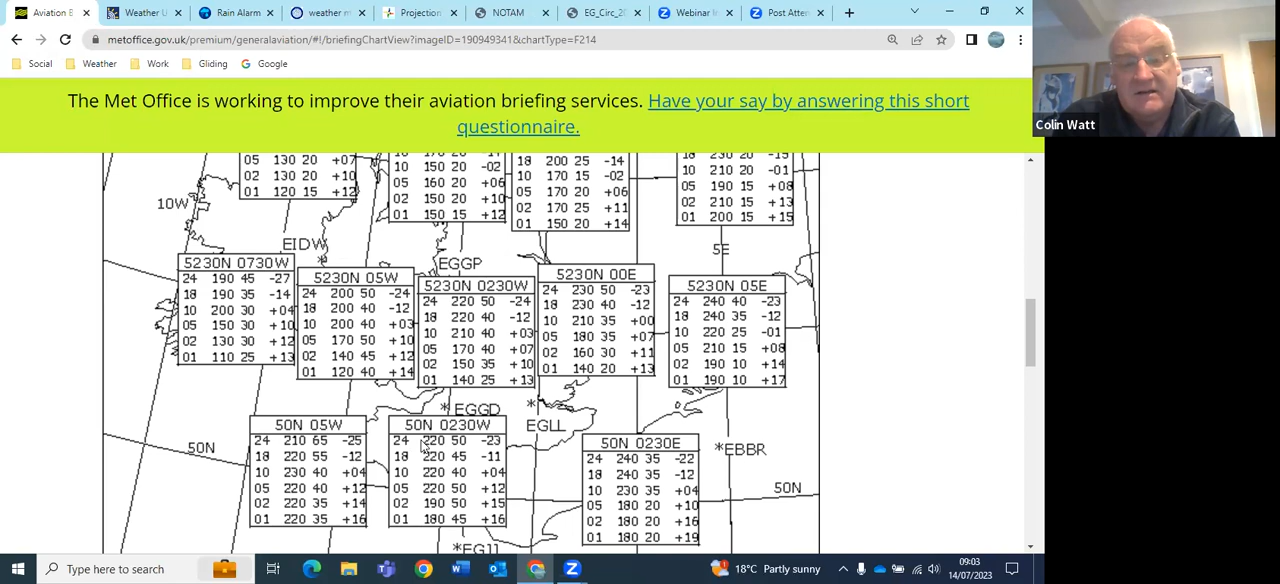 Aviation B
Weather U
Rain Alarm
weather m
Projection
NOTAM
EG_Circ_20
Webinar I
Post Atten
metoffice.gov.uk/premium/generalaviation/#!/briefingChartView?imageID=190949341&chartType=F214
Social
Weather
Work
Gliding
Google
Colin Watt
The Met Office is working to improve their aviation briefing services. Have your say by answering this short
questionnaire.
05 130 20 +07
02 130 20 +10
01 120 15 +12
10 150 20 -02
05 160 20 +06
02 150 20 +10
01 150 15 +12
18 200 25 -14
10 170 15 -02
05 170 20 +06
02 170 25 +11
01 150 20 +14
18 230 20 -15
10 210 20 -01
05 190 15 +08
02 210 15 +13
01 200 15 +15
10W
EIDW
*
EGGP
5E
5230N 0730W
24 190 45 -27
18 190 35 -14
10 200 30 +04
05 150 30 +10
02 130 30 +12
01 110 25 +13
5230N 05W
24 200 50 -24
18 200 40 -12
10 200 40 +03
05 170 50 +10
02 140 45 +12
01 120 40 +14
5230N 0230W
24 220 50 -24
18 220 40 -12
10 210 40 +03
05 170 40 +07
02 150 35 +10
01 140 25 +13
5230N 00E
24 230 50 -23
18 230 40 -12
10 210 35 +00
05 180 35 +07
02 160 30 +11
01 140 20 +13
5230N 05E
24 240 40 -23
18 240 35 -12
10 220 25 -01
05 210 15 +08
02 190 10 +14
01 190 10 +17
* EGGD
*
EGLL
50N
50N 05W
24 210 65 -25
18 220 55 -12
10 230 40 +04
05 220 40 +12
02 220 35 +14
01 220 35 +16
50N 0230W
24 220 50 -23
18 220 45 -11
10 220 40 +04
05 220 50 +12
02 190 50 +15
01 180 45 +16
50N 0230E
24 240 35 -22
18 240 35 -12
10 230 35 +04
05 180 20 +10
02 180 20 +16
01 180 20 +19
*EBBR
50N
*EGJJ
Type here to search
18°C Partly sunny
09:03
14/07/2023